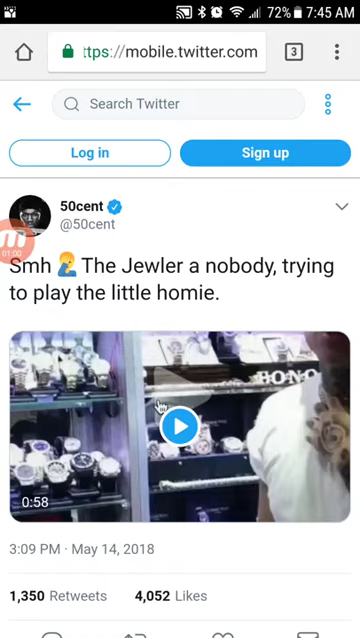 72% 7:45 AM
ttps://mobile.twitter.com
3
Search Twitter
Log in
Sign up
50cent
@50cent
01:00
Smh 🤦‍♂️ The Jewler a nobody, trying
to play the little homie.
0:58
3:09 PM · May 14, 2018
1,350 Retweets 4,052 Likes